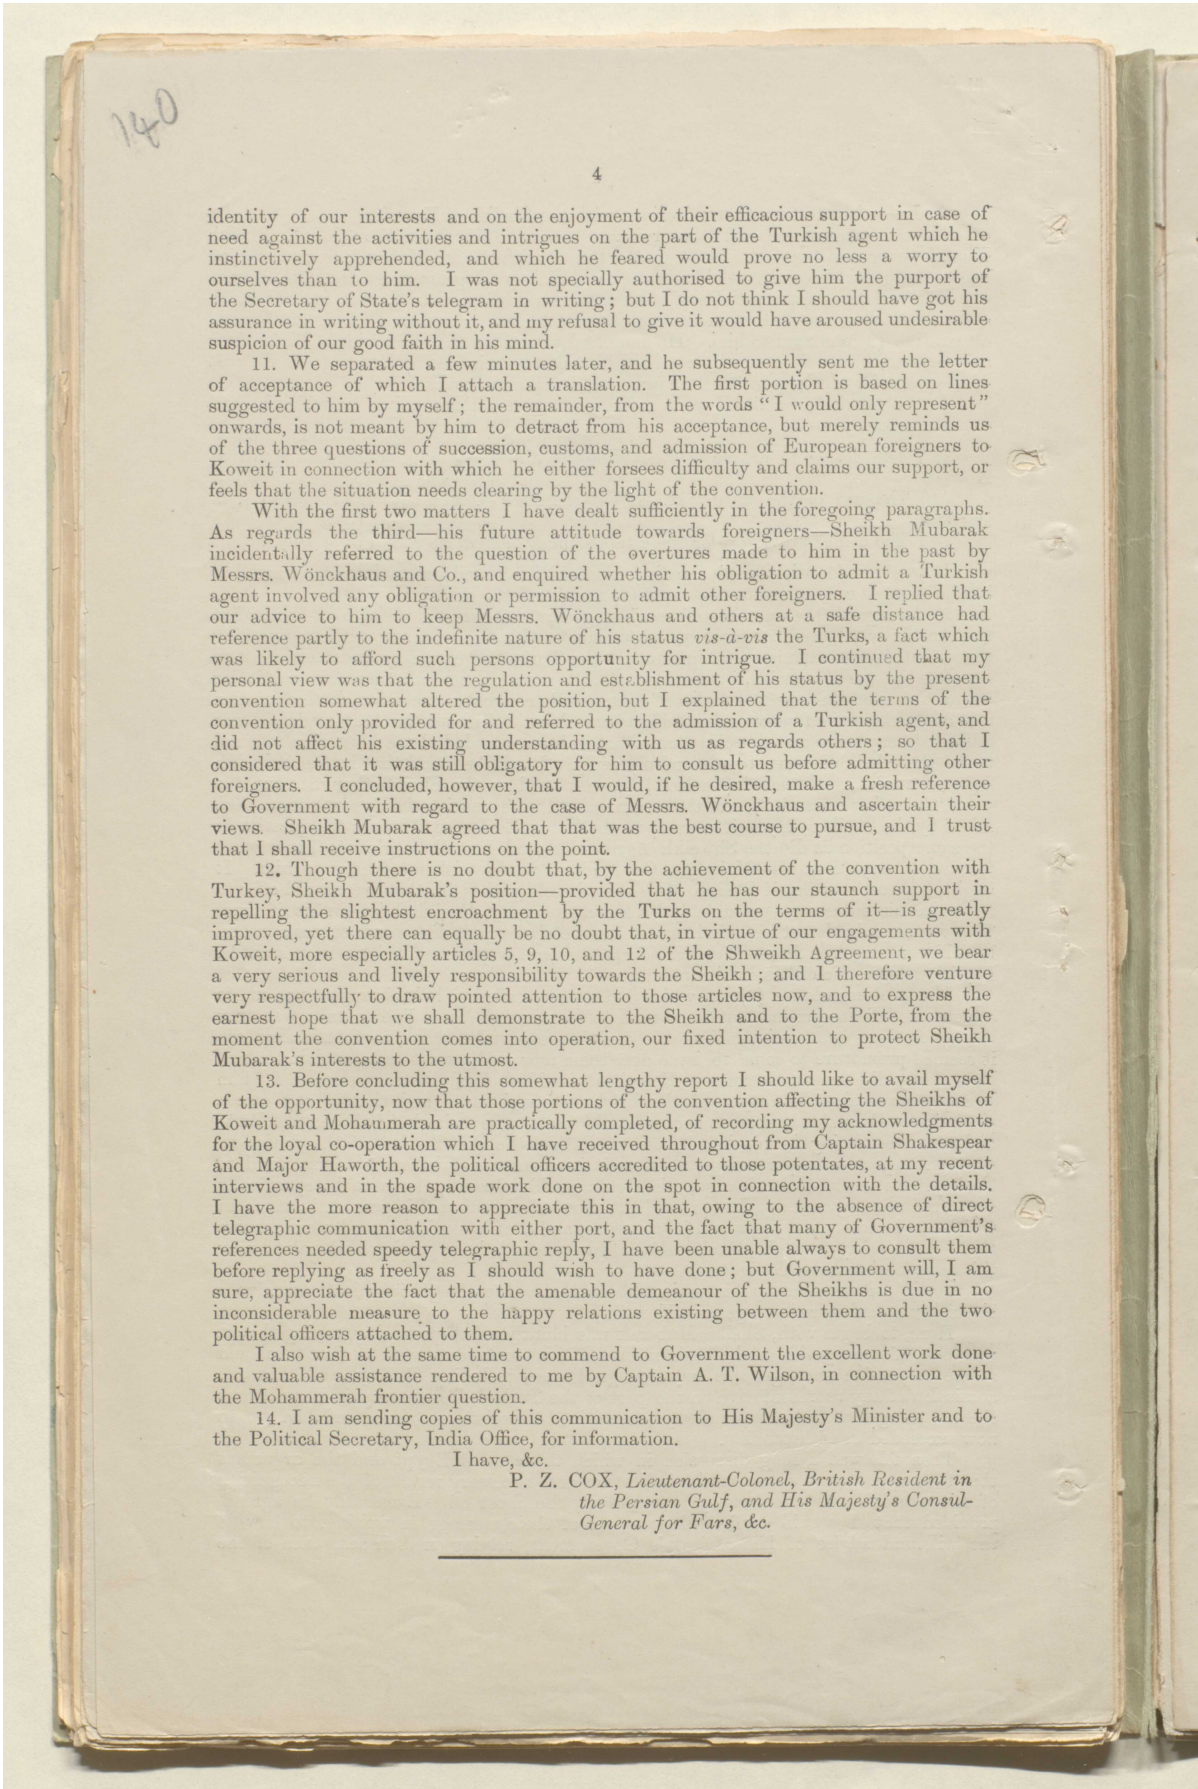 140
4
identity of our interests and on the enjoyment of their efficacious support in case of
need against the activities and intrigues on the part of the Turkish agent which he
instinctively apprehended, and which he feared would prove no less a worry to
ourselves than to him. I was not specially authorised to give him the purport of
the Secretary of State's telegram in writing; but I do not think I should have got his
assurance in writing without it, and my refusal to give it would have aroused undesirable
suspicion of our good faith in his mind.
11. We separated a few minutes later, and he subsequently sent me the letter
of acceptance of which I attach a translation. The first portion is based on lines
suggested to him by myself; the remainder, from the words "I would only represent"
onwards, is not meant by him to detract from his acceptance, but merely reminds us
of the three questions of succession, customs, and admission of European foreigners to
Koweit in connection with which he either forsees difficulty and claims our support, or
feels that the situation needs clearing by the light of the convention.
With the first two matters I have dealt sufficiently in the foregoing paragraphs.
As regards the third—his future attitude towards foreigners—Sheikh Mubarak
incidentally referred to the question of the overtures made to him in the past by
Messrs. Wönckhaus and Co., and enquired whether his obligation to admit a Turkish
agent involved any obligation or permission to admit other foreigners. I replied that
our advice to him to keep Messrs. Wönckhaus and others at a safe distance had
reference partly to the indefinite nature of his status vis-à-vis the Turks, a fact which
was likely to afford such persons opportunity for intrigue. I continued that my
personal view was that the regulation and establishment of his status by the present
convention somewhat altered the position, but I explained that the terms of the
convention only provided for and referred to the admission of a Turkish agent, and
did not affect his existing understanding with us as regards others; so that I
considered that it was still obligatory for him to consult us before admitting other
foreigners. I concluded, however, that I would, if he desired, make a fresh reference
to Government with regard to the case of Messrs. Wönckhaus and ascertain their
views. Sheikh Mubarak agreed that that was the best course to pursue, and I trust
that I shall receive instructions on the point.
12. Though there is no doubt that, by the achievement of the convention with
Turkey, Sheikh Mubarak's position—provided that he has our staunch support in
repelling the slightest encroachment by the Turks on the terms of it—is greatly
improved, yet there can equally be no doubt that, in virtue of our engagements with
Koweit, more especially articles 5, 9, 10, and 12 of the Shweikh Agreement, we bear
a very serious and lively responsibility towards the Sheikh; and I therefore venture
very respectfully to draw pointed attention to those articles now, and to express the
earnest hope that we shall demonstrate to the Sheikh and to the Porte, from the
moment the convention comes into operation, our fixed intention to protect Sheikh
Mubarak's interests to the utmost.
13. Before concluding this somewhat lengthy report I should like to avail myself
of the opportunity, now that those portions of the convention affecting the Sheikhs of
Koweit and Mohammerah are practically completed, of recording my acknowledgments
for the loyal co-operation which I have received throughout from Captain Shakespear
and Major Haworth, the political officers accredited to those potentates, at my recent
interviews and in the spade work done on the spot in connection with the details.
I have the more reason to appreciate this in that, owing to the absence of direct
telegraphic communication with either port, and the fact that many of Government's
references needed speedy telegraphic reply, I have been unable always to consult them
before replying as freely as I should wish to have done; but Government will, I am
sure, appreciate the fact that the amenable demeanour of the Sheikhs is due in no
inconsiderable measure to the happy relations existing between them and the two
political officers attached to them.
I also wish at the same time to commend to Government the excellent work done
and valuable assistance rendered to me by Captain A. T. Wilson, in connection with
the Mohammerah frontier question.
14. I am sending copies of this communication to His Majesty's Minister and to
the Political Secretary, India Office, for information.
I have, &c.
P. Z. COX, Lieutenant-Colonel, British Resident in
the Persian Gulf, and His Majesty's Consul-
General for Fars, &c.